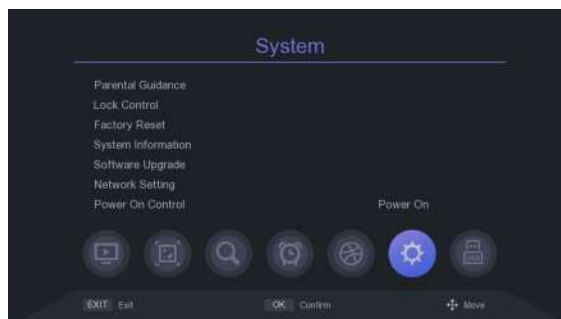 System
Parental Guidance
Lock Control
Factory Reset
System Information
Software Upgrade
Network Setting
Power On Control Power On
EXIT Exit OK Confirm Move